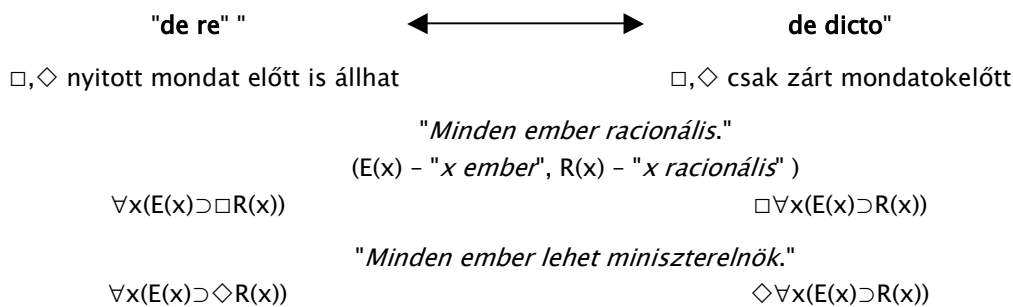 "de re" " de dicto"
□,◇ nyitott mondat előtt is állhat □,◇ csak zárt mondatokelőtt
"Minden ember racionális."
(E(x) – "x ember", R(x) – "x racionális" )
∀x(E(x)⊃□R(x)) □∀x(E(x)⊃R(x))
"Minden ember lehet miniszterelnök."
∀x(E(x)⊃◇R(x)) ◇∀x(E(x)⊃R(x))